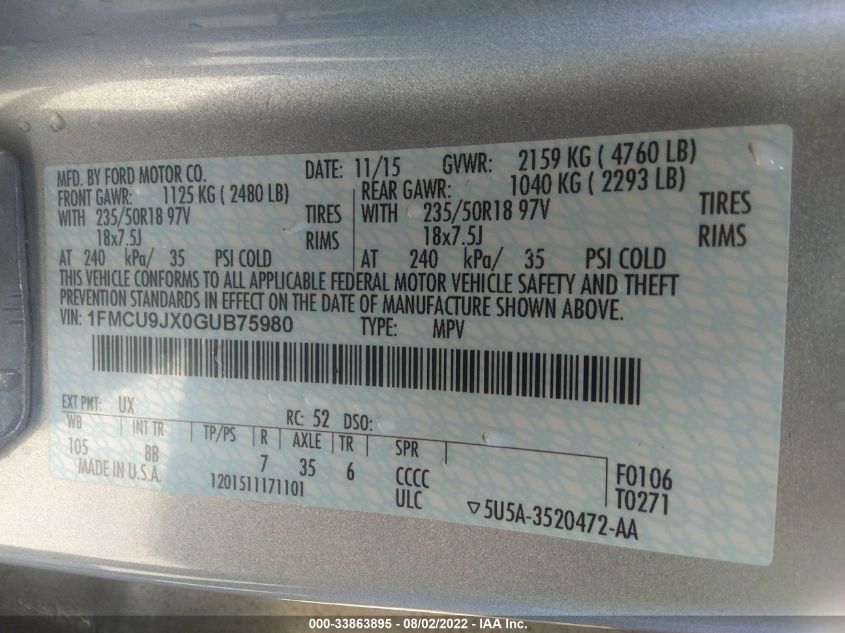 MFD. BY FORD MOTOR CO. DATE: 11/15 GVWR: 2159 KG ( 4760 LB)
FRONT GAWR: 1125 KG ( 2480 LB) REAR GAWR: 1040 KG ( 2293 LB)
WITH 235/50R18 97V TIRES WITH 235/50R18 97V TIRES
18x7.5J RIMS 18x7.5J RIMS
AT 240 kPa/ 35 PSI COLD AT 240 kPa/ 35 PSI COLD
THIS VEHICLE CONFORMS TO ALL APPLICABLE FEDERAL MOTOR VEHICLE SAFETY AND THEFT
PREVENTION STANDARDS IN EFFECT ON THE DATE OF MANUFACTURE SHOWN ABOVE.
VIN: 1FMCU9JX0GUB75980 TYPE: MPV
EXT PNT: UX RC: 52 DSO:
WB INT TR TP/PS R AXLE TR SPR
105 8B 7 35 6 CCCC F0106
MADE IN U.S.A. 1201511171101 ULC T0271
▽5U5A-3520472-AA
000-33863895 - 08/02/2022 - IAA Inc.